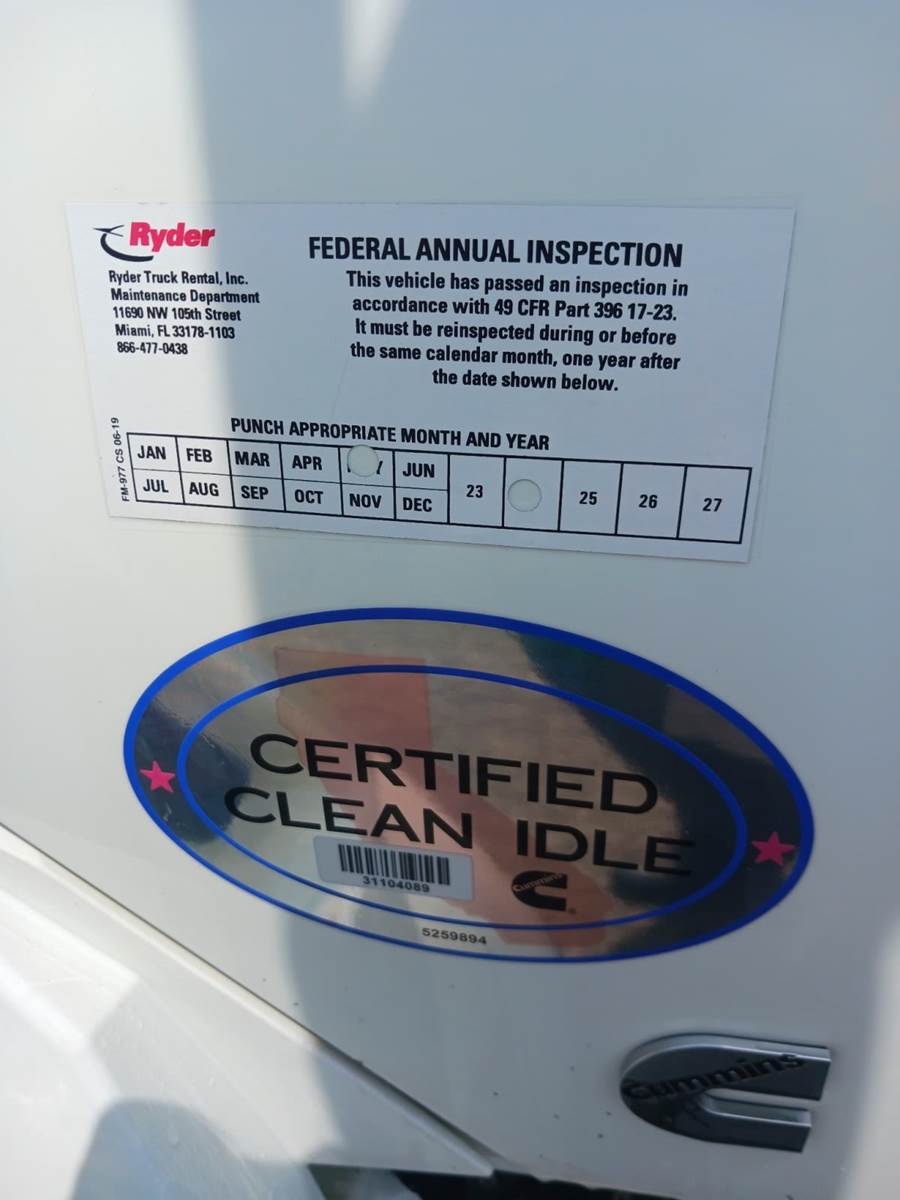 Ryder
Ryder Truck Rental, Inc.
Maintenance Department
11690 NW 105th Street
Miami, FL 33178-1103
866-477-0438
FEDERAL ANNUAL INSPECTION
This vehicle has passed an inspection in
accordance with 49 CFR Part 396 17-23.
It must be reinspected during or before
the same calendar month, one year after
the date shown below.
PUNCH APPROPRIATE MONTH AND YEAR
FM-977 CS 06-19
JAN FEB MAR APR JUN
JUL AUG SEP OCT NOV DEC
23 25 26 27
CERTIFIED
CLEAN IDLE
31104089
Cummins
5259894
Cummins